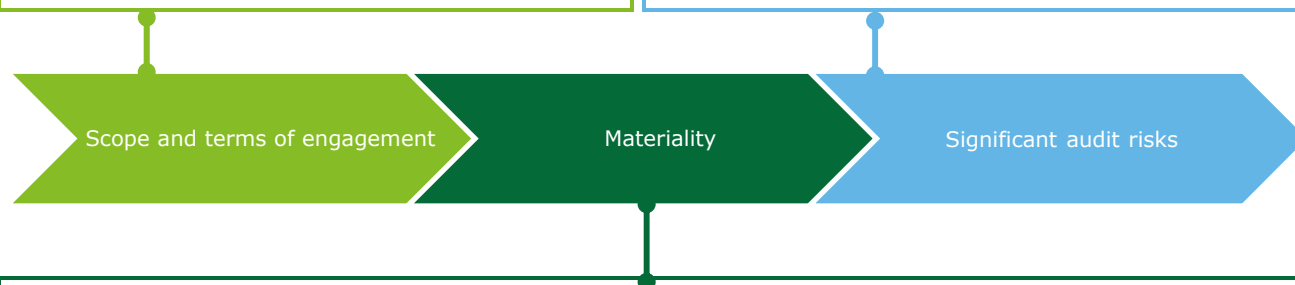 Scope and terms of engagement
Materiality
Significant audit risks